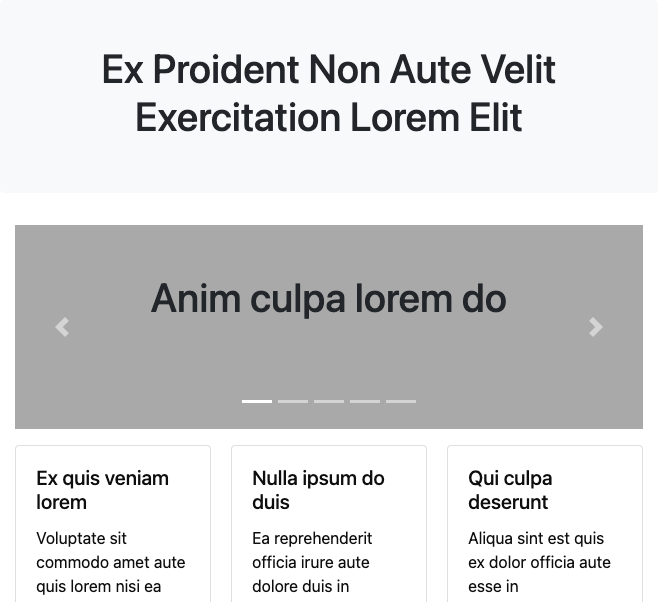 Ex Proident Non Aute Velit
Exercitation Lorem Elit
Anim culpa lorem do
Ex quis veniam
lorem
Voluptate sit
commodo amet aute
quis lorem nisi ea
Nulla ipsum do
duis
Ea reprehenderit
officia irure aute
dolore duis in
Qui culpa
deserunt
Aliqua sint est quis
ex dolor officia aute
esse in